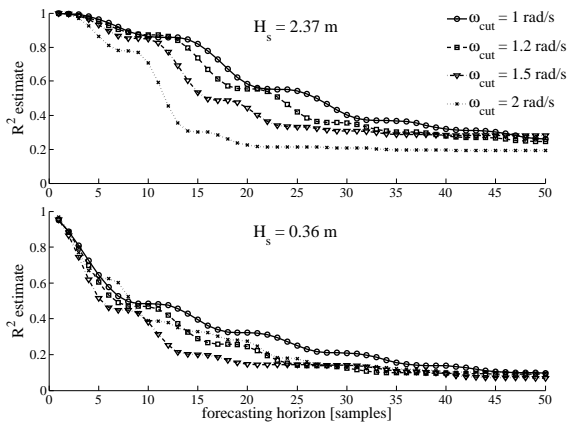 H_s = 2.37 m
ω_cut = 1 rad/s
ω_cut = 1.2 rad/s
ω_cut = 1.5 rad/s
ω_cut = 2 rad/s
R² estimate
1
0.8
0.6
0.4
0.2
0
0 5 10 15 20 25 30 35 40 45 50
H_s = 0.36 m
R² estimate
1
0.8
0.6
0.4
0.2
0
0 5 10 15 20 25 30 35 40 45 50
forecasting horizon [samples]